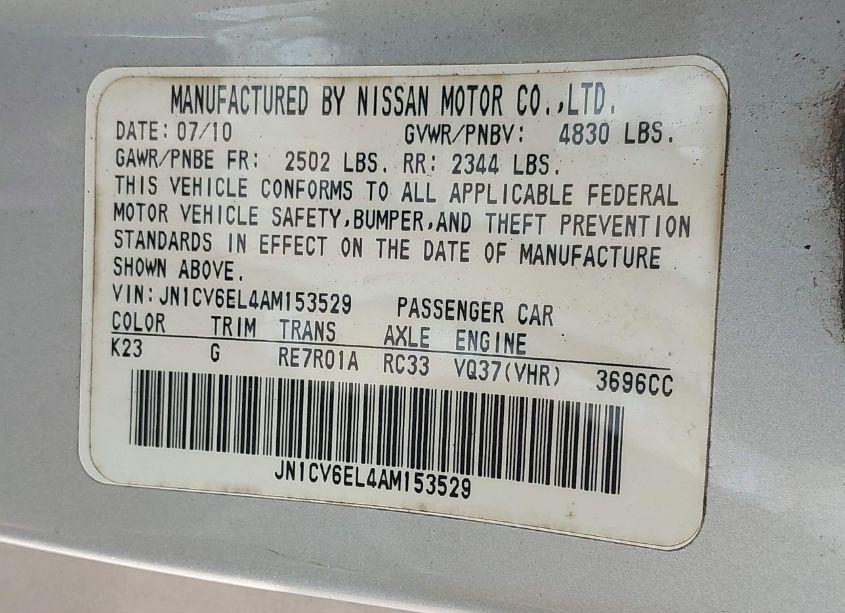 MANUFACTURED BY NISSAN MOTOR CO.,LTD.
DATE: 07/10 GVWR/PNBV: 4830 LBS.
GAWR/PNBE FR: 2502 LBS. RR: 2344 LBS.
THIS VEHICLE CONFORMS TO ALL APPLICABLE FEDERAL
MOTOR VEHICLE SAFETY,BUMPER,AND THEFT PREVENTION
STANDARDS IN EFFECT ON THE DATE OF MANUFACTURE
SHOWN ABOVE.
VIN: JN1CV6EL4AM153529 PASSENGER CAR
COLOR TRIM TRANS AXLE ENGINE
K23 G RE7R01A RC33 VQ37(VHR) 3696CC
JN1CV6EL4AM153529